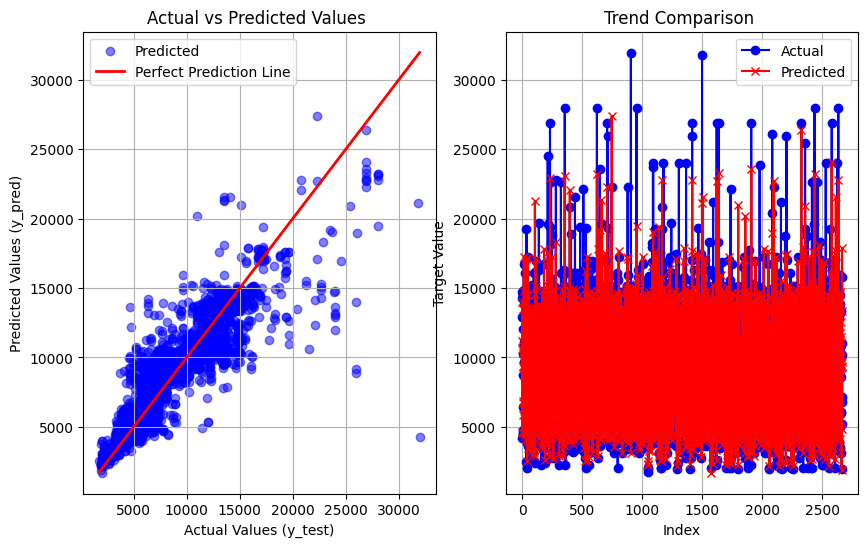 Actual vs Predicted Values
Predicted
Perfect Prediction Line
Predicted Values (y_pred)
30000
25000
20000
15000
10000
5000
5000
10000
15000
20000
25000
30000
Actual Values (y_test)
Trend Comparison
Actual
Predicted
Target Value
30000
25000
20000
15000
10000
5000
0
500
1000
1500
2000
2500
Index